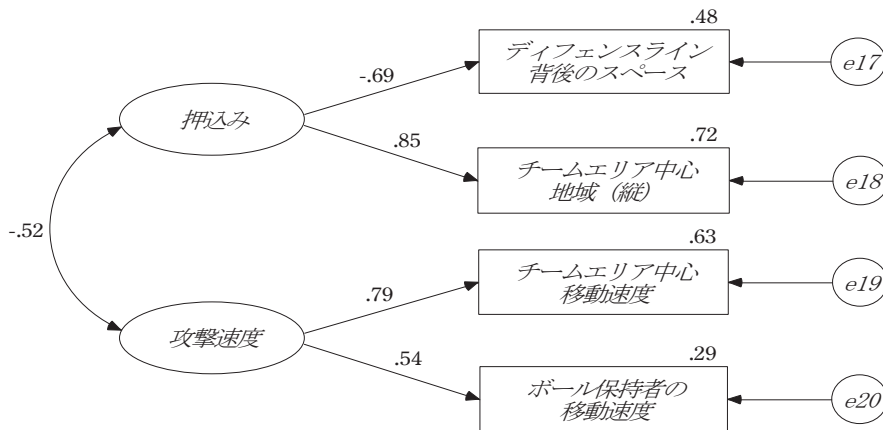 .48
ディフェンスライン
背後のスペース
e17
-.69
押込み
.85
.72
チームエリア中心
地域（縦）
e18
-.52
.63
チームエリア中心
移動速度
e19
.79
攻撃速度
.54
.29
ボール保持者の
移動速度
e20